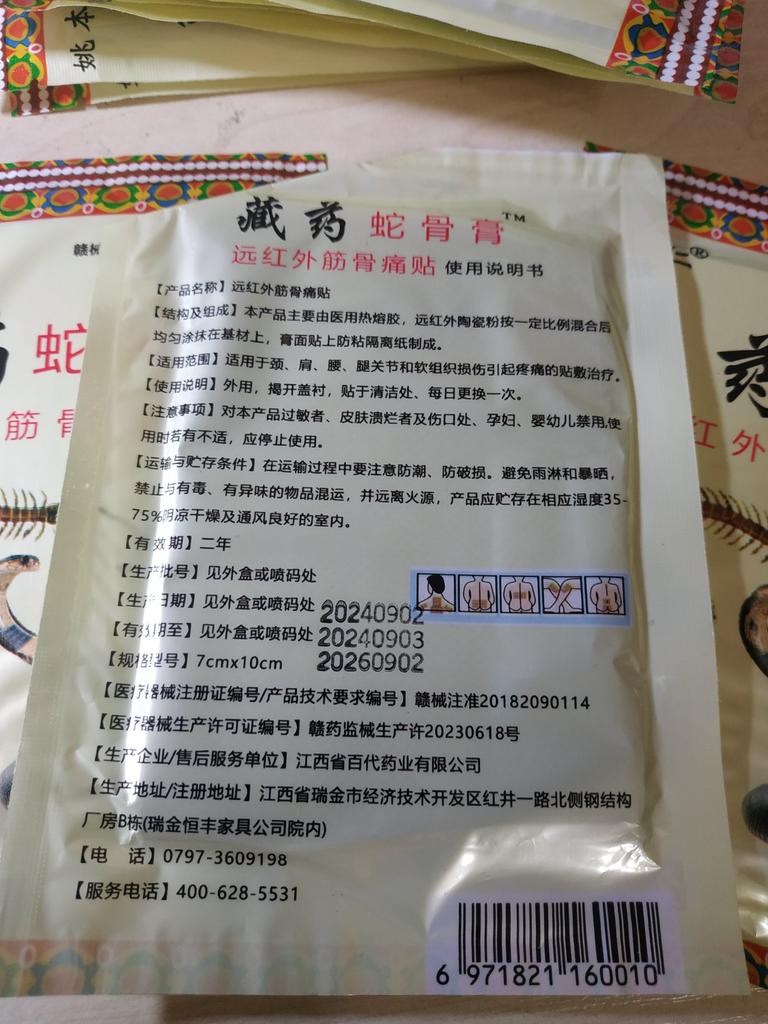 姚本
赣械
藏药 蛇骨膏™
远红外筋骨痛贴 使用说明书
仁®
【产品名称】远红外筋骨痛贴
【结构及组成】本产品主要由医用热熔胶，远红外陶瓷粉按一定比例混合后
均匀涂抹在基材上，膏面贴上防粘隔离纸制成。
【适用范围】适用于颈、肩、腰、腿关节和软组织损伤引起疼痛的贴敷治疗。
【使用说明】外用，揭开盖衬，贴于清洁处、每日更换一次。
【注意事项】对本产品过敏者、皮肤溃烂者及伤口处、孕妇、婴幼儿禁用,使
用时若有不适，应停止使用。
【运输与贮存条件】在运输过程中要注意防潮、防破损。避免雨淋和暴晒，
禁止与有毒、有异味的物品混运，并远离火源，产品应贮存在相应湿度35-
75%阴凉干燥及通风良好的室内。
【有效期】二年
【生产批号】见外盒或喷码处
【生产日期】见外盒或喷码处 20240902
【有效期至】见外盒或喷码处 20240903
【规格型号】7cmx10cm 20260902
【医疗器械注册证编号/产品技术要求编号】赣械注准20182090114
【医疗器械生产许可证编号】赣药监械生产许20230618号
【生产企业/售后服务单位】江西省百代药业有限公司
【生产地址/注册地址】江西省瑞金市经济技术开发区红井一路北侧钢结构
厂房B栋(瑞金恒丰家具公司院内)
【电 话】0797-3609198
【服务电话】400-628-5531
6 971821 160010
蛇
筋骨
药
红外